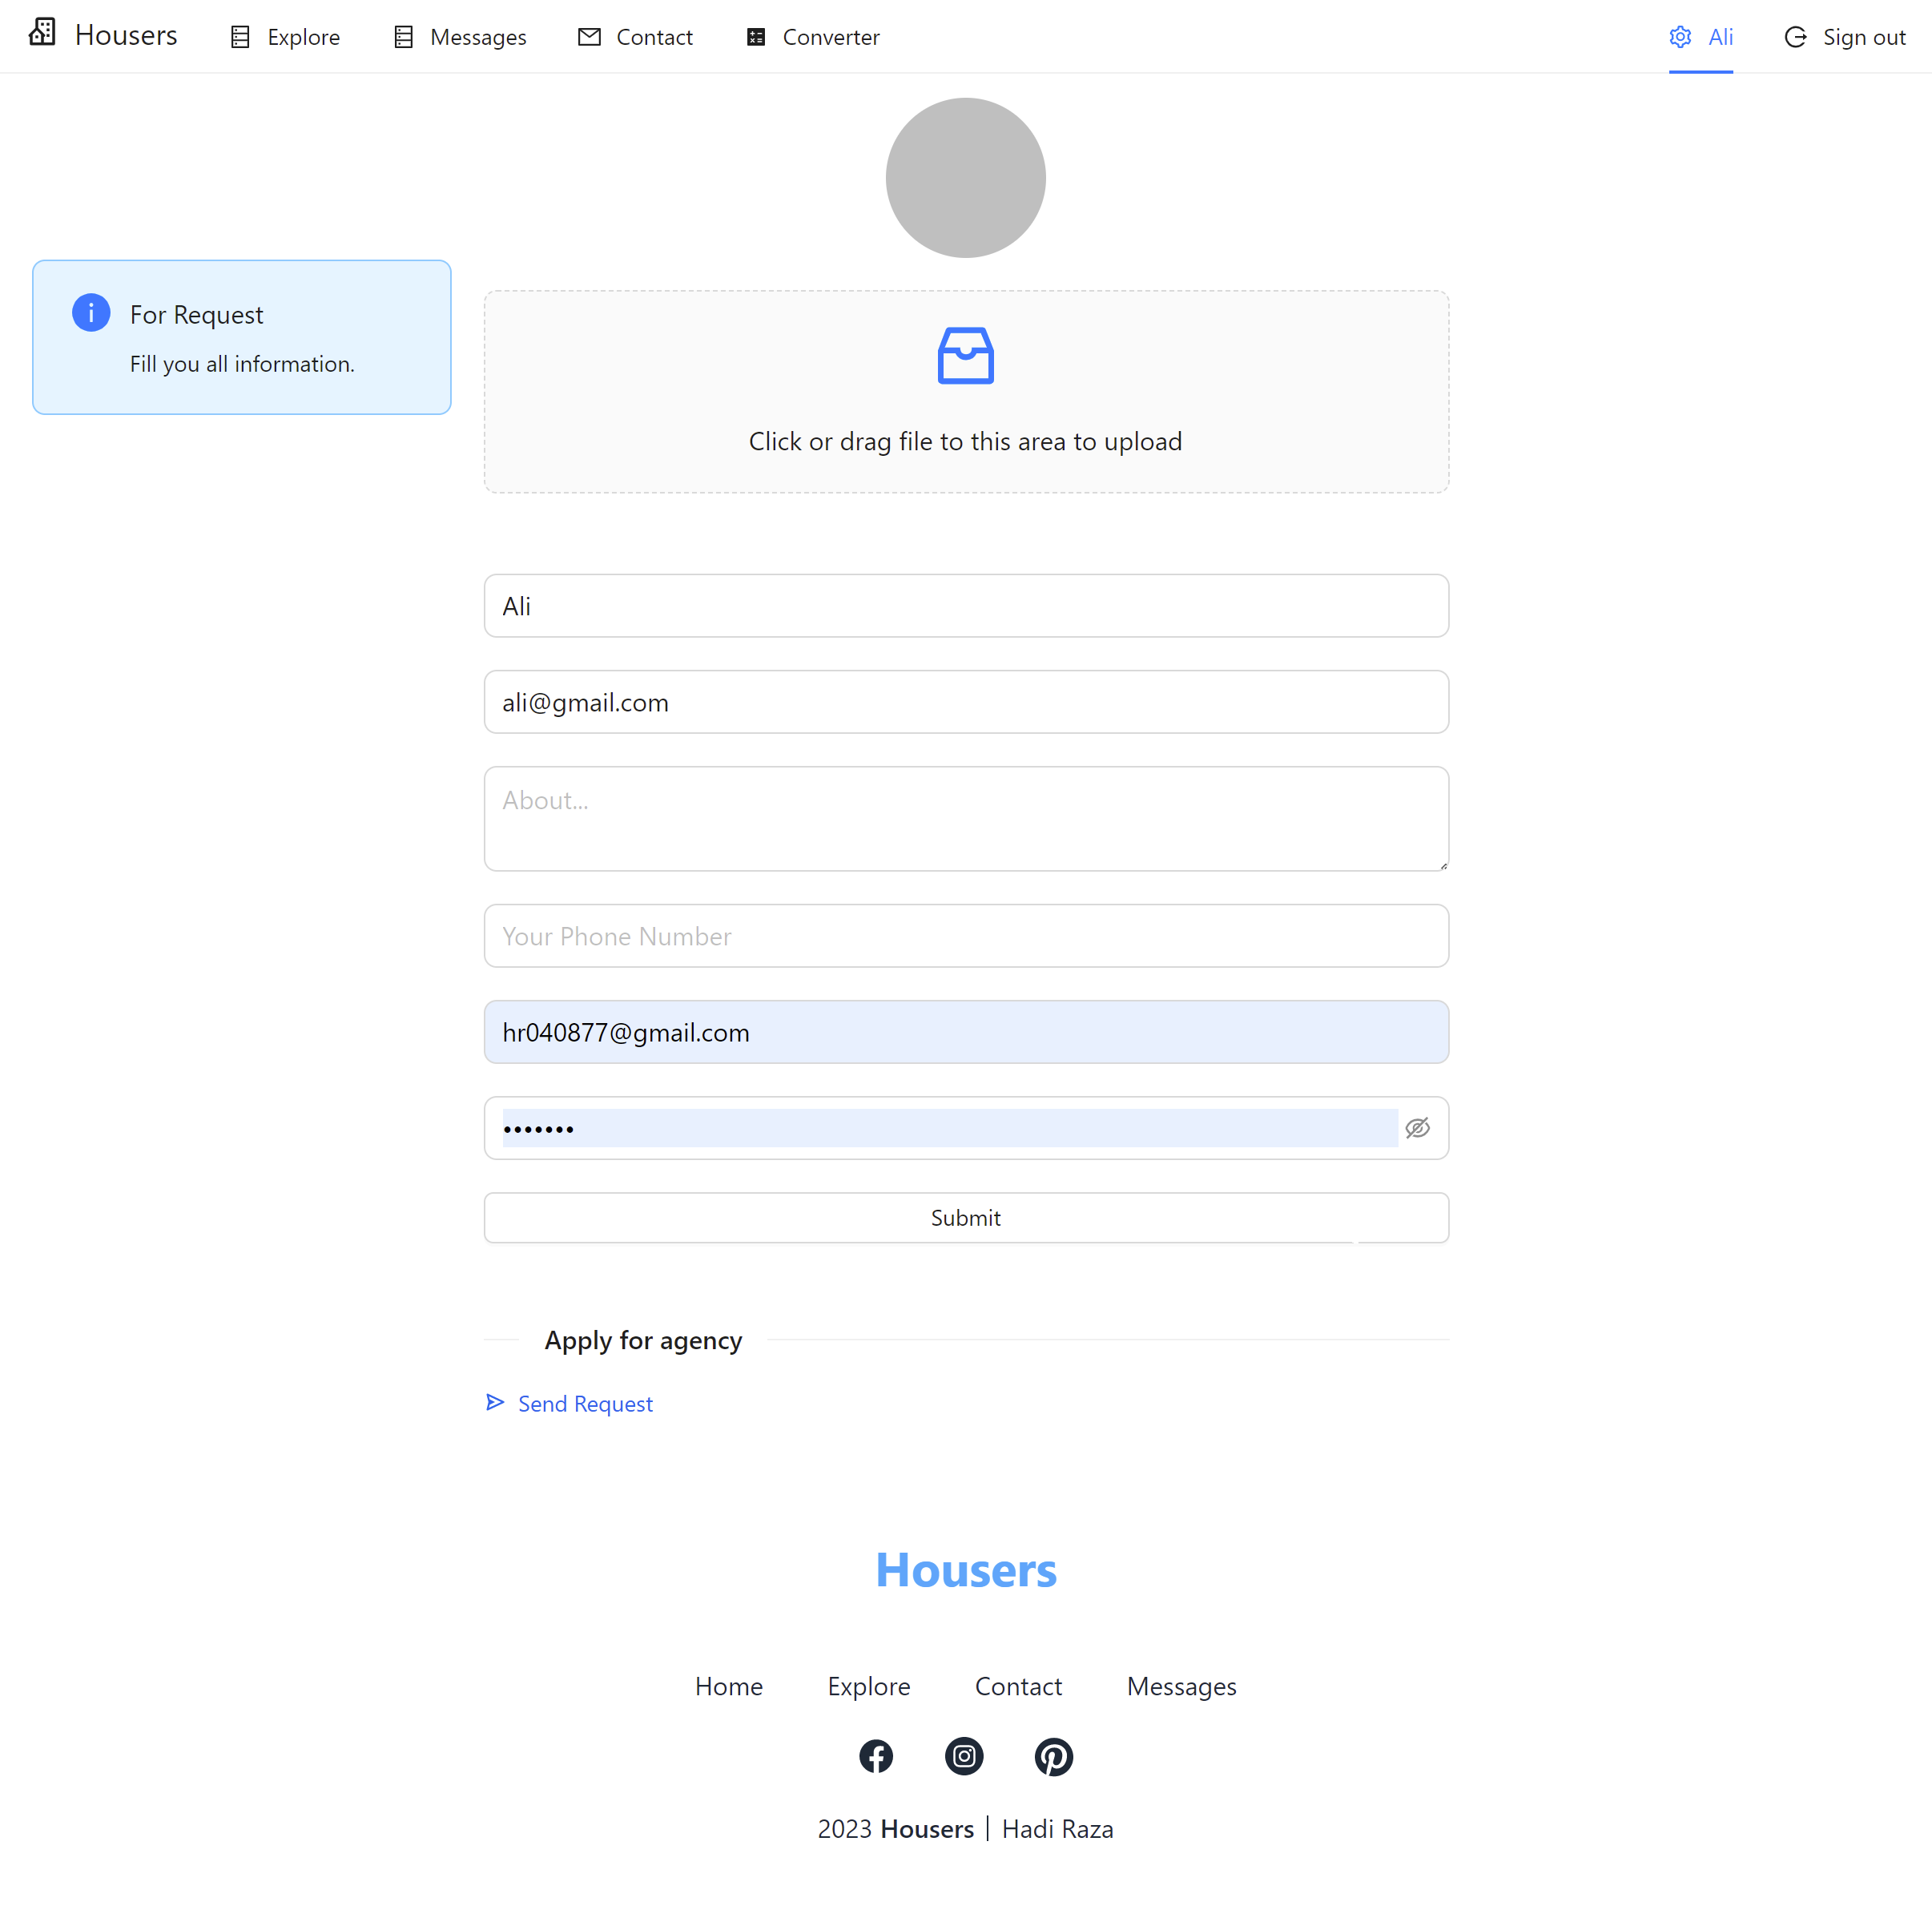 Housers Explore Messages Contact Converter Ali Sign out
For Request
Fill you all information.
Click or drag file to this area to upload
Ali
ali@gmail.com
About...
Your Phone Number
hr040877@gmail.com
•••••••
Submit
Apply for agency
Send Request
Housers
Home Explore Contact Messages
2023 Housers | Hadi Raza